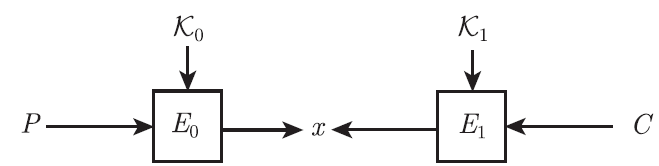 𝒦₀ 𝒦₁
P E₀ x E₁ C